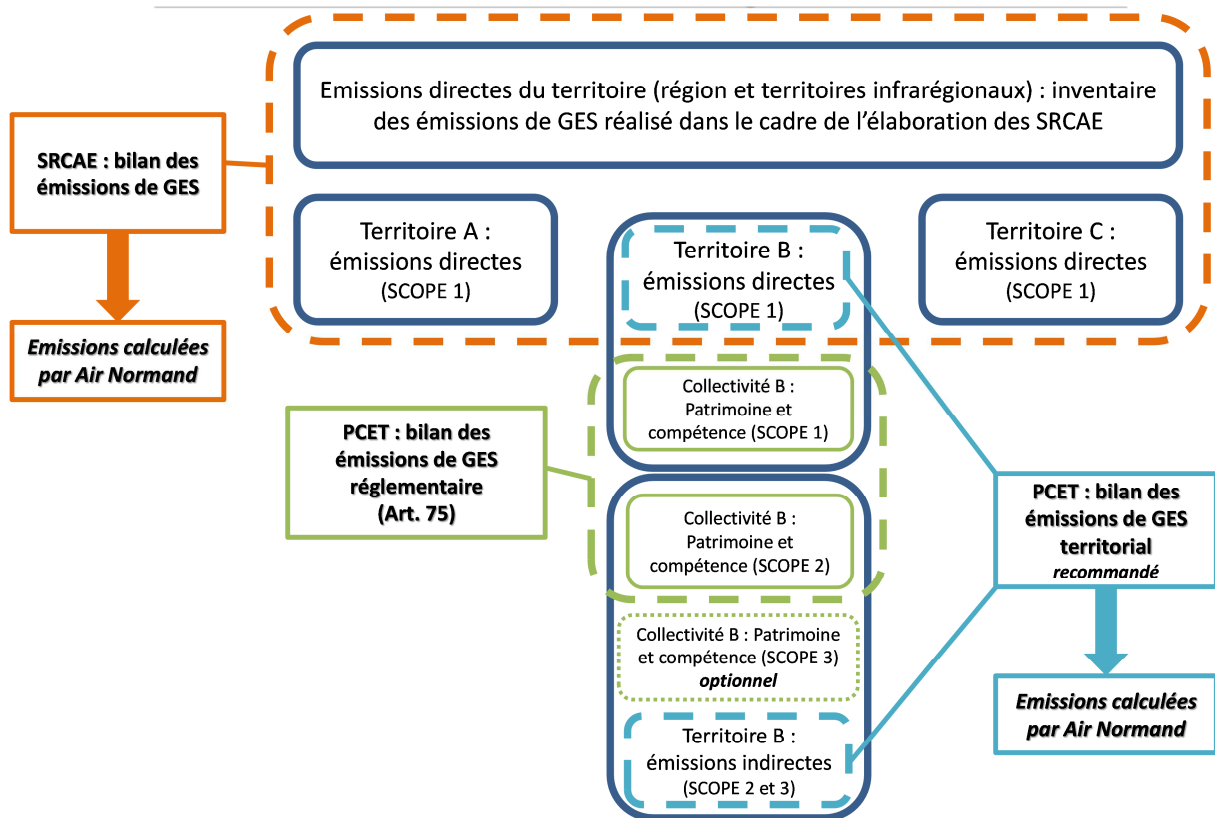 Emissions directes du territoire (région et territoires infrarégionaux) : inventaire
des émissions de GES réalisé dans le cadre de l'élaboration des SRCAE
SRCAE : bilan des
émissions de GES
Territoire A :
émissions directes
(SCOPE 1)
Territoire B :
émissions directes
(SCOPE 1)
Territoire C :
émissions directes
(SCOPE 1)
Emissions calculées
par Air Normand
Collectivité B :
Patrimoine et
compétence (SCOPE 1)
PCET : bilan des
émissions de GES
réglementaire
(Art. 75)
Collectivité B :
Patrimoine et
compétence (SCOPE 2)
PCET : bilan des
émissions de GES
territorial
recommandé
Collectivité B : Patrimoine
et compétence (SCOPE 3)
optionnel
Emissions calculées
par Air Normand
Territoire B :
émissions indirectes
(SCOPE 2 et 3)